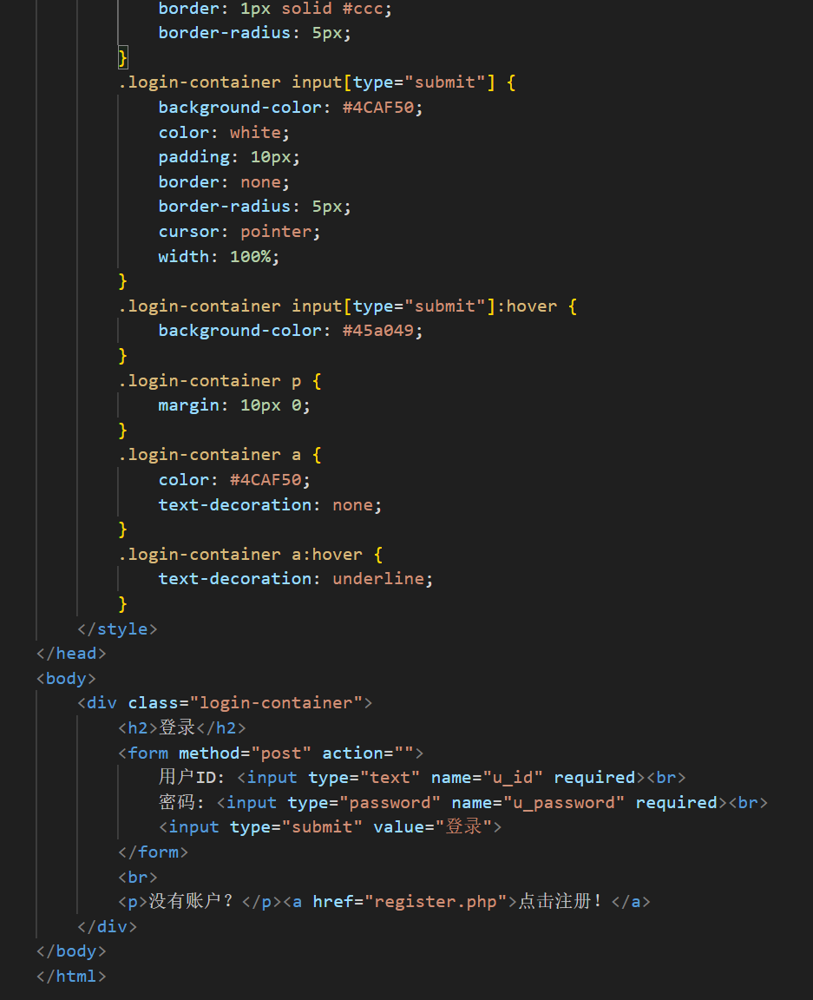 border: 1px solid #ccc;
border-radius: 5px;
}
.login-container input[type="submit"] {
background-color: #4CAF50;
color: white;
padding: 10px;
border: none;
border-radius: 5px;
cursor: pointer;
width: 100%;
}
.login-container input[type="submit"]:hover {
background-color: #45a049;
}
.login-container p {
margin: 10px 0;
}
.login-container a {
color: #4CAF50;
text-decoration: none;
}
.login-container a:hover {
text-decoration: underline;
}
</style>
</head>
<body>
<div class="login-container">
<h2>登录</h2>
<form method="post" action="">
用户ID: <input type="text" name="u_id" required><br>
密码: <input type="password" name="u_password" required><br>
<input type="submit" value="登录">
</form>
<br>
<p>没有账户? </p><a href="register.php">点击注册! </a>
</div>
</body>
</html>